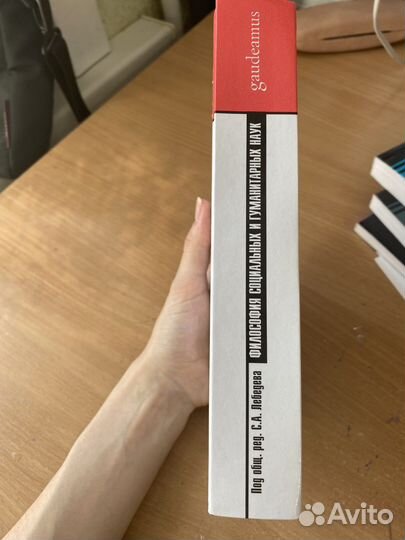 gaudeamus
ФИЛОСОФИЯ СОЦИАЛЬНЫХ И ГУМАНИТАРНЫХ НАУК
Под общ. ред. С.А. Лебедева
Avito